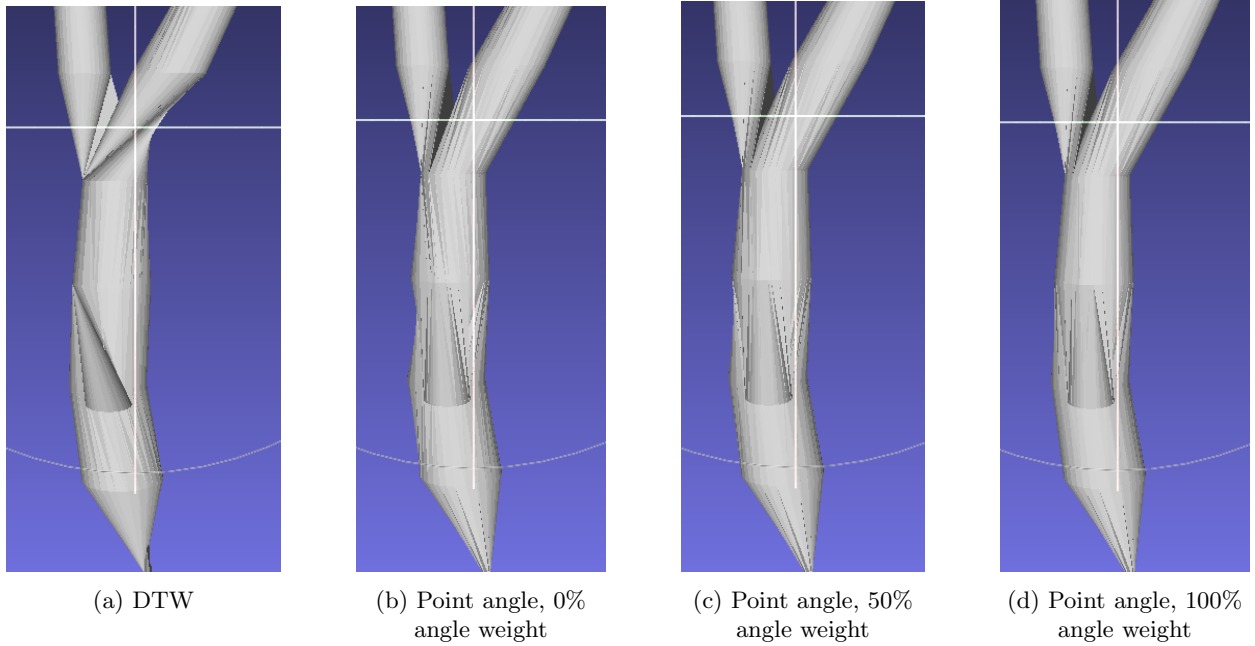 (a) DTW
(b) Point angle, 0%
angle weight
(c) Point angle, 50%
angle weight
(d) Point angle, 100%
angle weight